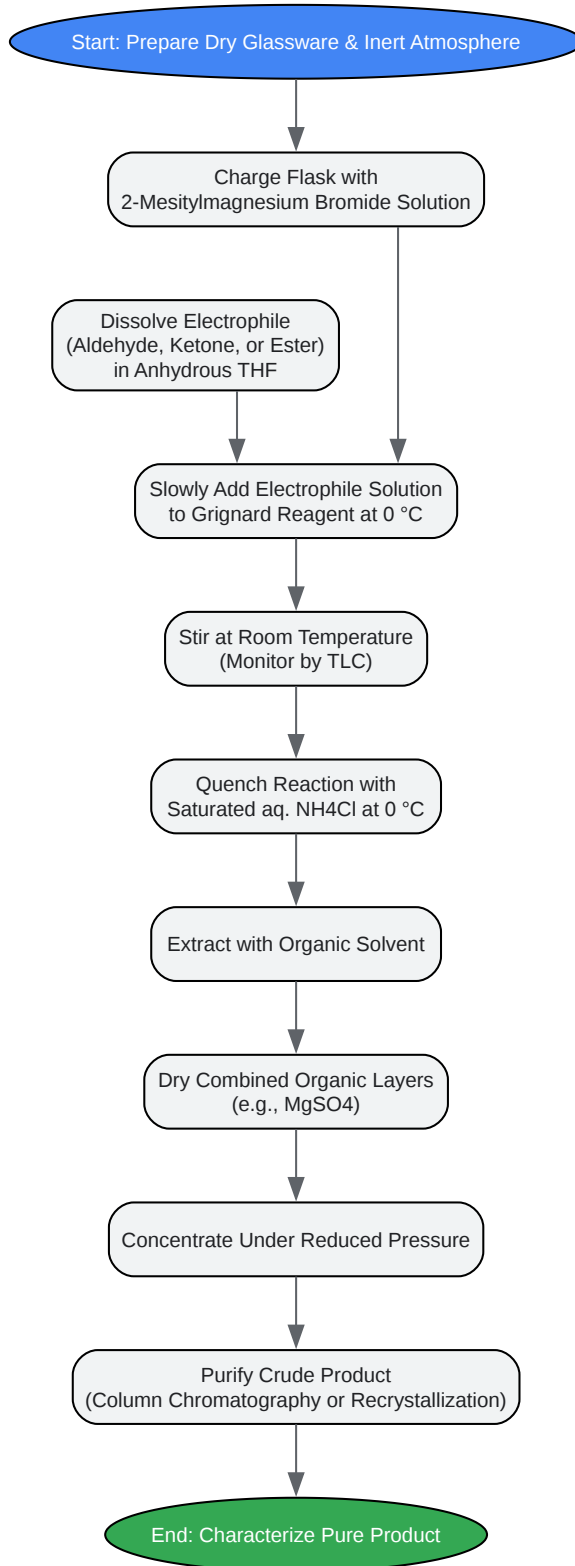 Start: Prepare Dry Glassware & Inert Atmosphere
Charge Flask with
2-Mesitylmagnesium Bromide Solution
Dissolve Electrophile
(Aldehyde, Ketone, or Ester)
in Anhydrous THF
Slowly Add Electrophile Solution
to Grignard Reagent at 0 °C
Stir at Room Temperature
(Monitor by TLC)
Quench Reaction with
Saturated aq. NH4Cl at 0 °C
Extract with Organic Solvent
Dry Combined Organic Layers
(e.g., MgSO4)
Concentrate Under Reduced Pressure
Purify Crude Product
(Column Chromatography or Recrystallization)
End: Characterize Pure Product